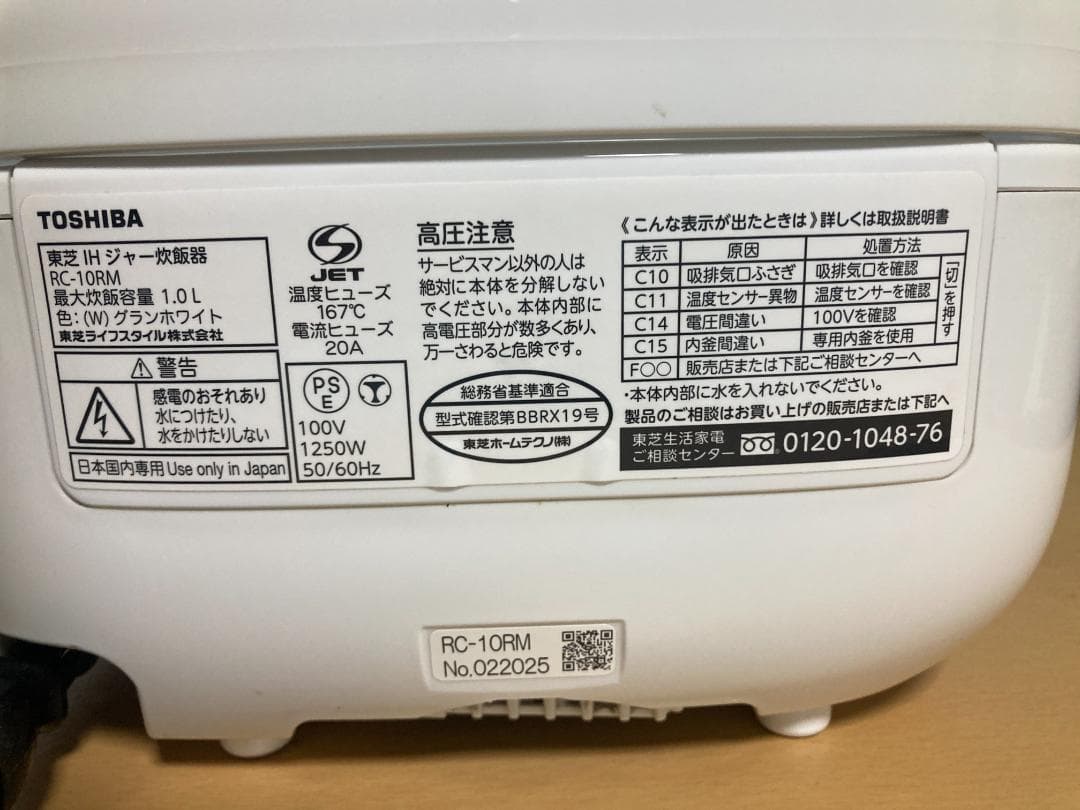 TOSHIBA
東芝IHジャー炊飯器
RC-10RM
最大炊飯容量 1.0L
色:(W)グランホワイト
東芝ライフスタイル株式会社
警告
感電のおそれあり
水につけたり、
水をかけたりしない
日本国内専用 Use only in Japan
JET
温度ヒューズ
167℃
電流ヒューズ
20A
PS
E
100V
1250W
50/60Hz
高圧注意
サービスマン以外の人は
絶対に本体を分解しない
でください。本体内部に
高電圧部分が数多くあり、
万一さわると危険です。
総務省基準適合
型式確認第BBRX19号
東芝ホームテクノ(株)
《こんな表示が出たときは》詳しくは取扱説明書
表示 原因 処置方法
C10 吸排気口ふさぎ 吸排気口を確認
C11 温度センサー異物 温度センサーを確認
C14 電圧間違い 100Vを確認
C15 内釜間違い 専用内釜を使用
「切」を押す
F○○ 販売店または下記ご相談センターへ
・本体内部に水を入れないでください。
製品のご相談はお買い上げの販売店または下記へ
東芝生活家電
ご相談センター 0120-1048-76
RC-10RM
No.022025